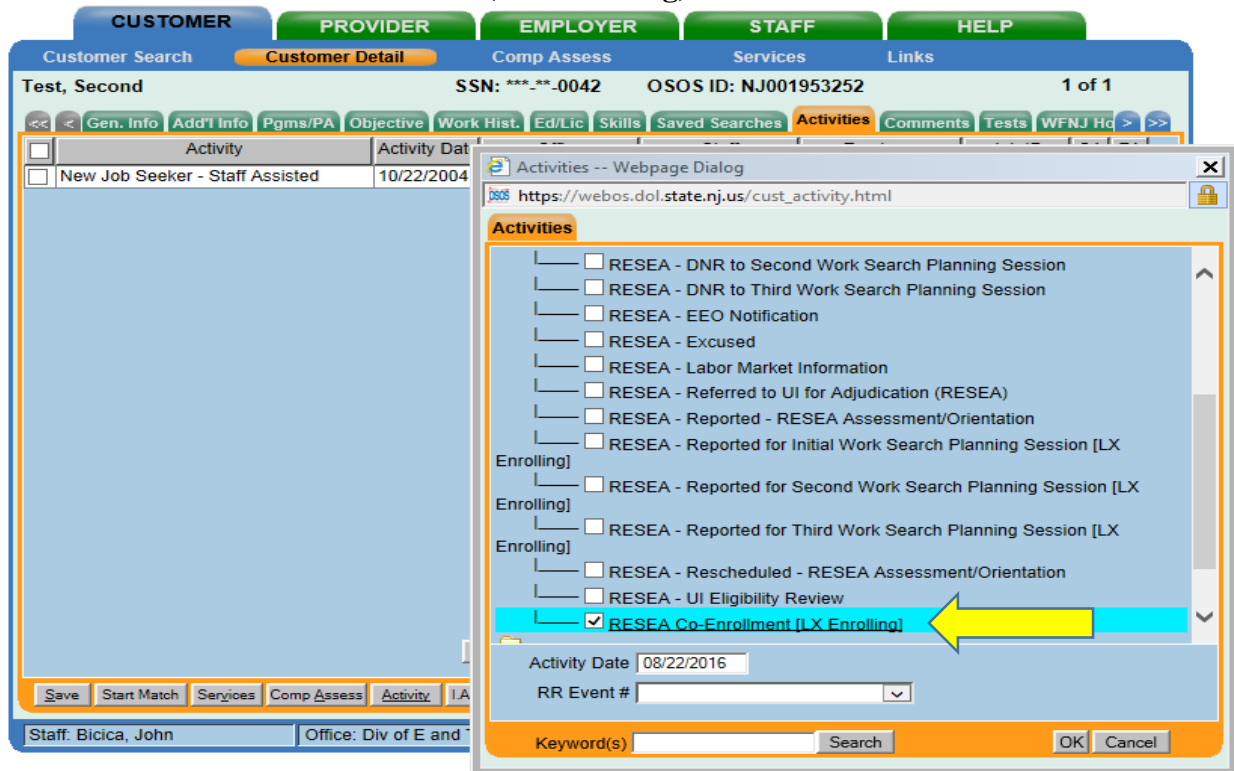 CUSTOMER PROVIDER EMPLOYER STAFF HELP
Customer Search Customer Detail Comp Assess Services Links
Test, Second SSN: ***-**-0042 OSOS ID: NJ001953252 1 of 1
<< < Gen. Info Add'l Info Pgms/PA Objective Work Hist. Ed/Lic Skills Saved Searches Activities Comments Tests WFNJ Ho > >>
Activity Activity Dat
New Job Seeker - Staff Assisted 10/22/2004
Activities -- Webpage Dialog
https://webos.dol.state.nj.us/cust_activity.html
Activities
RESEA - DNR to Second Work Search Planning Session
RESEA - DNR to Third Work Search Planning Session
RESEA - EEO Notification
RESEA - Excused
RESEA - Labor Market Information
RESEA - Referred to UI for Adjudication (RESEA)
RESEA - Reported - RESEA Assessment/Orientation
RESEA - Reported for Initial Work Search Planning Session [LX
Enrolling]
RESEA - Reported for Second Work Search Planning Session [LX
Enrolling]
RESEA - Reported for Third Work Search Planning Session [LX
Enrolling]
RESEA - Rescheduled - RESEA Assessment/Orientation
RESEA - UI Eligibility Review
RESEA Co-Enrollment [LX Enrolling]
Activity Date 08/22/2016
RR Event #
Keyword(s) Search OK Cancel
Save Start Match Services Comp Assess Activity I.A
Staff: Bicica, John Office: Div of E and T